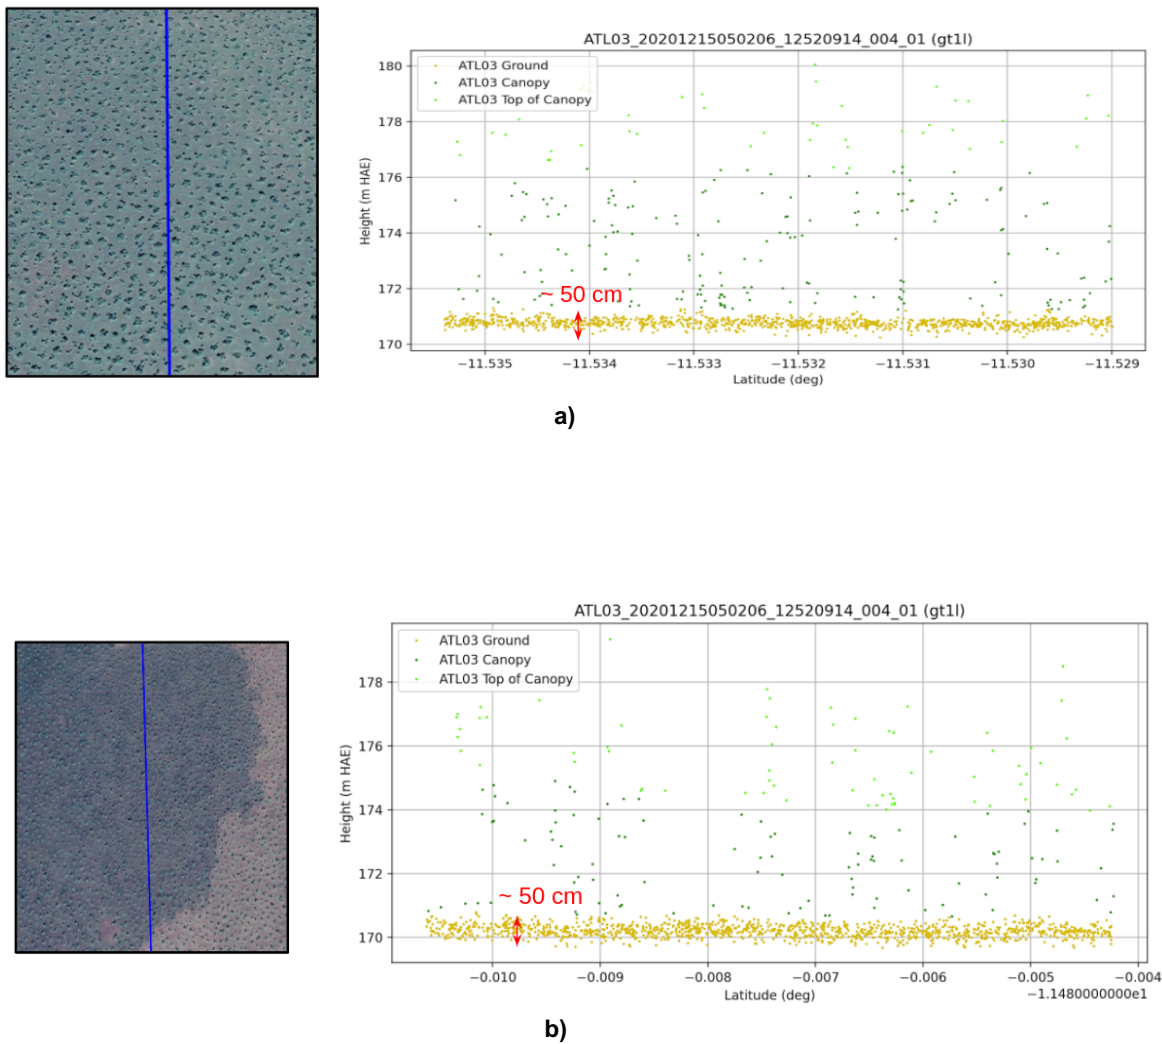 ATL03_20201215050206_12520914_004_01 (gt1l)
ATL03 Ground
ATL03 Canopy
ATL03 Top of Canopy
180
178
176
174
172
170
Height (m HAE)
~ 50 cm
−11.535 −11.534 −11.533 −11.532 −11.531 −11.530 −11.529
Latitude (deg)
a)
ATL03_20201215050206_12520914_004_01 (gt1l)
ATL03 Ground
ATL03 Canopy
ATL03 Top of Canopy
178
176
174
172
170
Height (m HAE)
~ 50 cm
−0.010 −0.009 −0.008 −0.007 −0.006 −0.005 −0.004
Latitude (deg)
−1.1480000000e1
b)